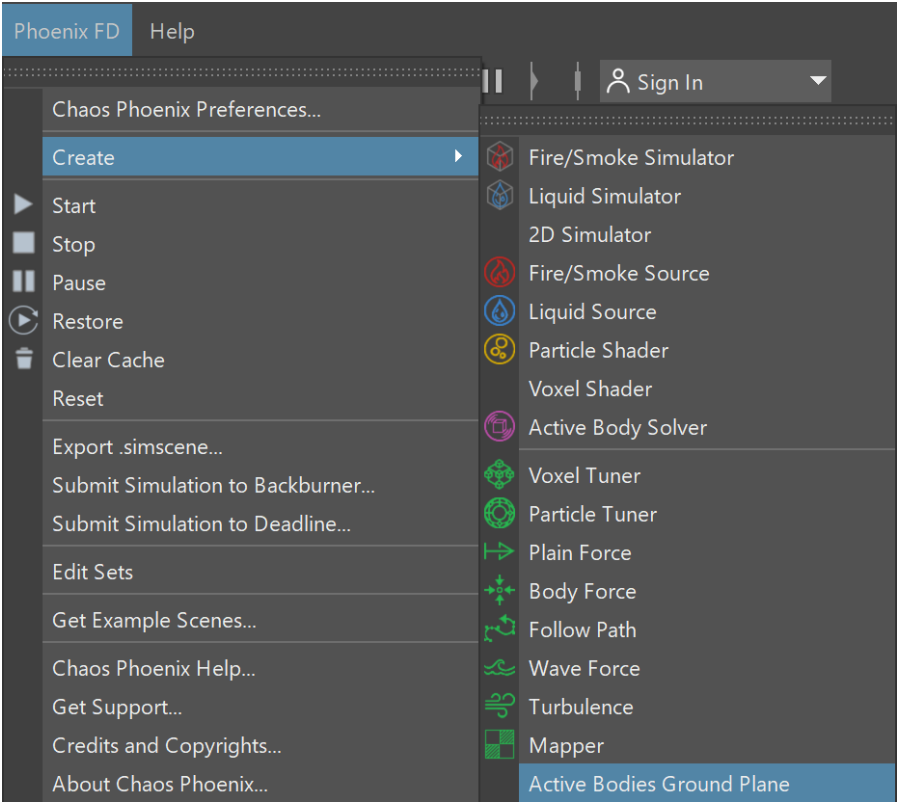 Phoenix FD Help
Sign In
Chaos Phoenix Preferences...
Create
Start
Stop
Pause
Restore
Clear Cache
Reset
Export .simscene...
Submit Simulation to Backburner...
Submit Simulation to Deadline...
Edit Sets
Get Example Scenes...
Chaos Phoenix Help...
Get Support...
Credits and Copyrights...
About Chaos Phoenix...
Fire/Smoke Simulator
Liquid Simulator
2D Simulator
Fire/Smoke Source
Liquid Source
Particle Shader
Voxel Shader
Active Body Solver
Voxel Tuner
Particle Tuner
Plain Force
Body Force
Follow Path
Wave Force
Turbulence
Mapper
Active Bodies Ground Plane